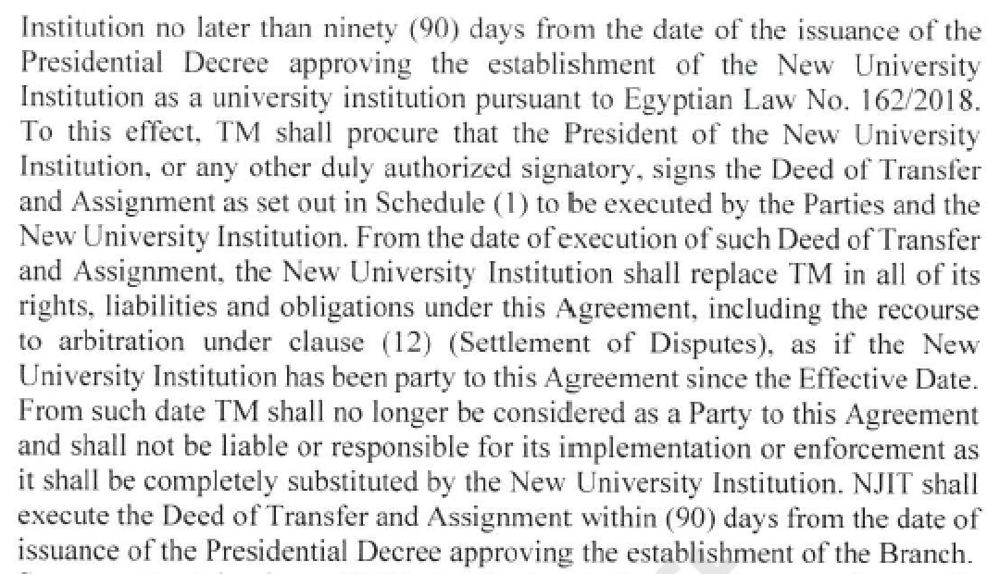 Institution no later than ninety (90) days from the date of the issuance of the
Presidential Decree approving the establishment of the New University
Institution as a university institution pursuant to Egyptian Law No. 162/2018.
To this effect, TM shall procure that the President of the New University
Institution, or any other duly authorized signatory, signs the Deed of Transfer
and Assignment as set out in Schedule (1) to be executed by the Parties and the
New University Institution. From the date of execution of such Deed of Transfer
and Assignment, the New University Institution shall replace TM in all of its
rights, liabilities and obligations under this Agreement, including the recourse
to arbitration under clause (12) (Settlement of Disputes), as if the New
University Institution has been party to this Agreement since the Effective Date.
From such date TM shall no longer be considered as a Party to this Agreement
and shall not be liable or responsible for its implementation or enforcement as
it shall be completely substituted by the New University Institution. NJIT shall
execute the Deed of Transfer and Assignment within (90) days from the date of
issuance of the Presidential Decree approving the establishment of the Branch.